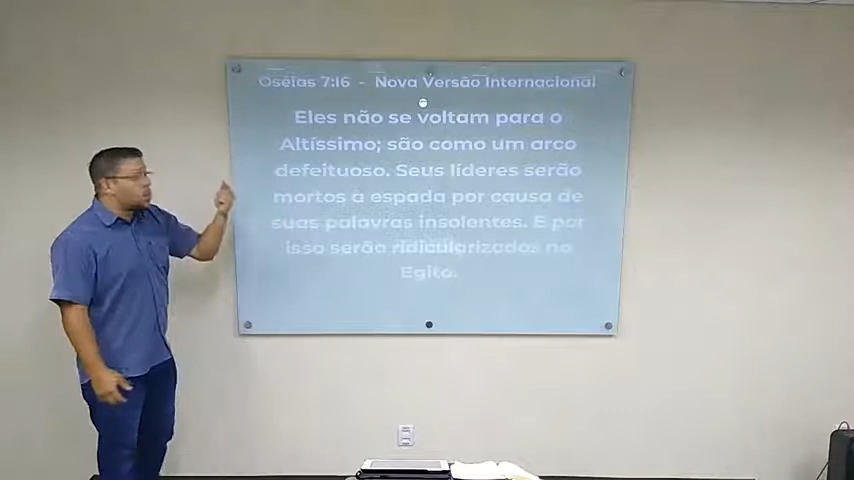 Oséias 7:16 - Nova Versão Internacional
Eles não se voltam para o
Altíssimo; são como um arco
defeituoso. Seus líderes serão
mortos à espada por causa de
suas palavras insolentes. E por
isso serão ridicularizados no
Egito.